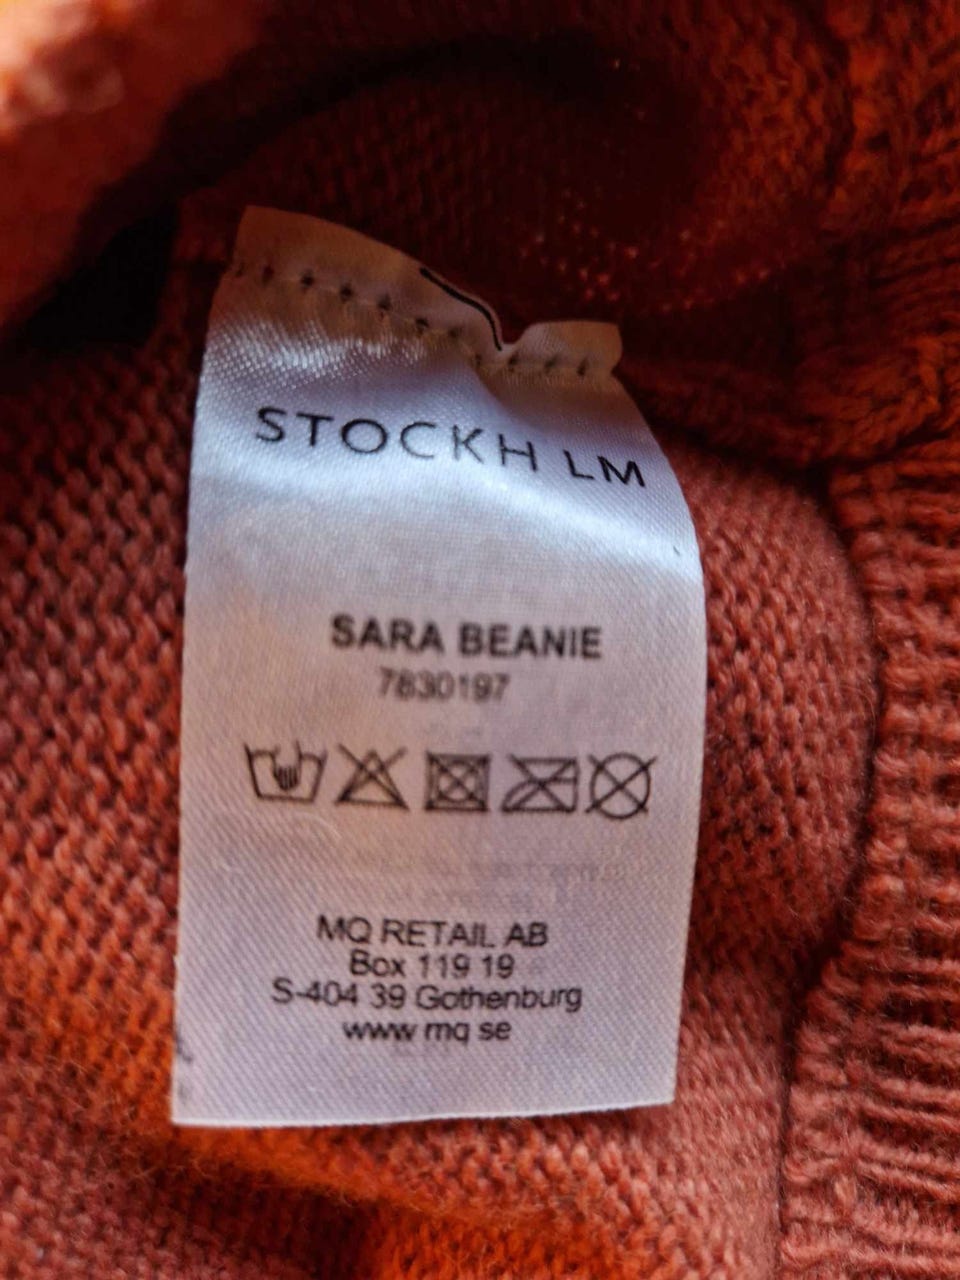 STOCKH LM
SARA BEANIE
7830197
MQ RETAIL AB
Box 119 19
S-404 39 Gothenburg
www mq se